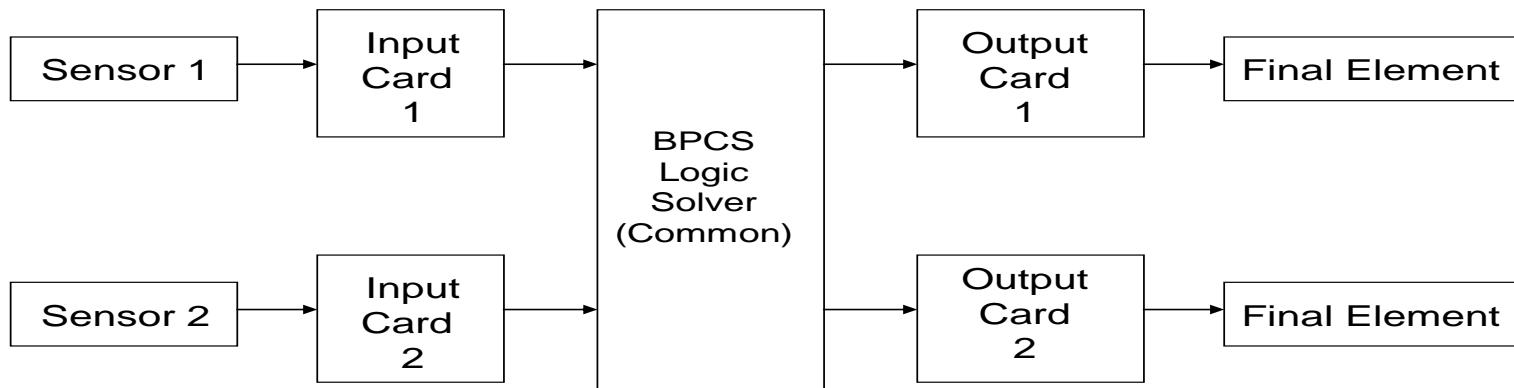 Sensor 1
Input
Card
1
BPCS
Logic
Solver
(Common)
Output
Card
1
Final Element
Sensor 2
Input
Card
2
Output
Card
2
Final Element